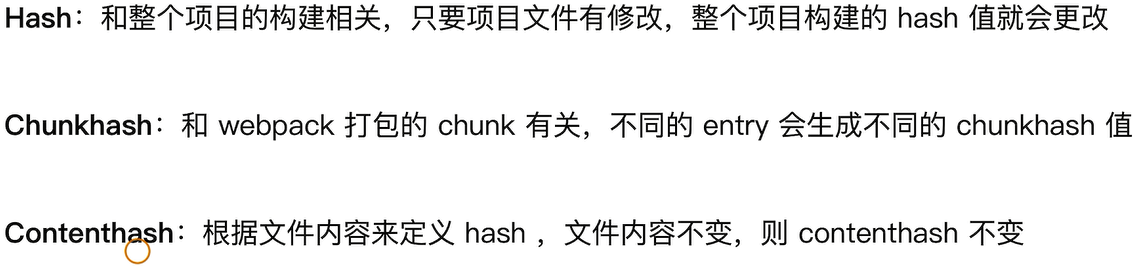 Hash：和整个项目的构建相关，只要项目文件有修改，整个项目构建的 hash 值就会更改
Chunkhash：和 webpack 打包的 chunk 有关，不同的 entry 会生成不同的 chunkhash 值
Contenthash：根据文件内容来定义 hash ，文件内容不变，则 contenthash 不变